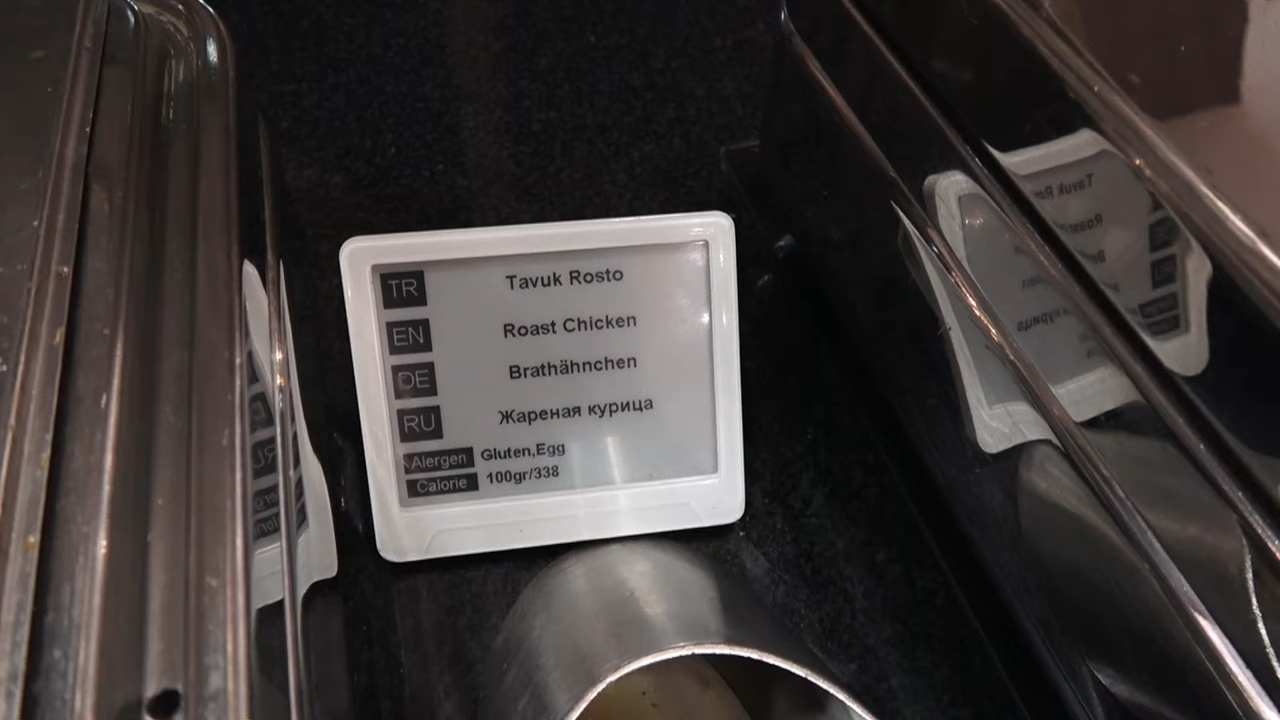 TR Tavuk Rosto
EN Roast Chicken
DE Brathähnchen
RU Жареная курица
Alergen Gluten,Egg
Calorie 100gr/338